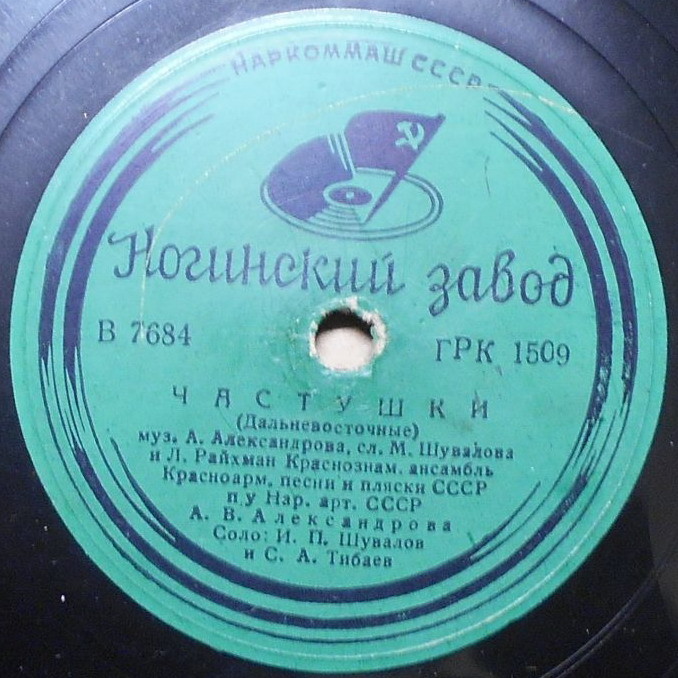 НАРКОММАШ СССР
Ногинский завод
В 7684
ГРК 1509
ЧАСТУШКИ
(Дальневосточные)
муз. А. Александрова, сл. М. Шувалова
и Л. Райхман Краснознам. ансамбль
Красноарм. песни и пляски СССР
п/у Нар. арт. СССР
А. В. Александрова
Соло: И. П. Шувалов
и С. А. Тибаев